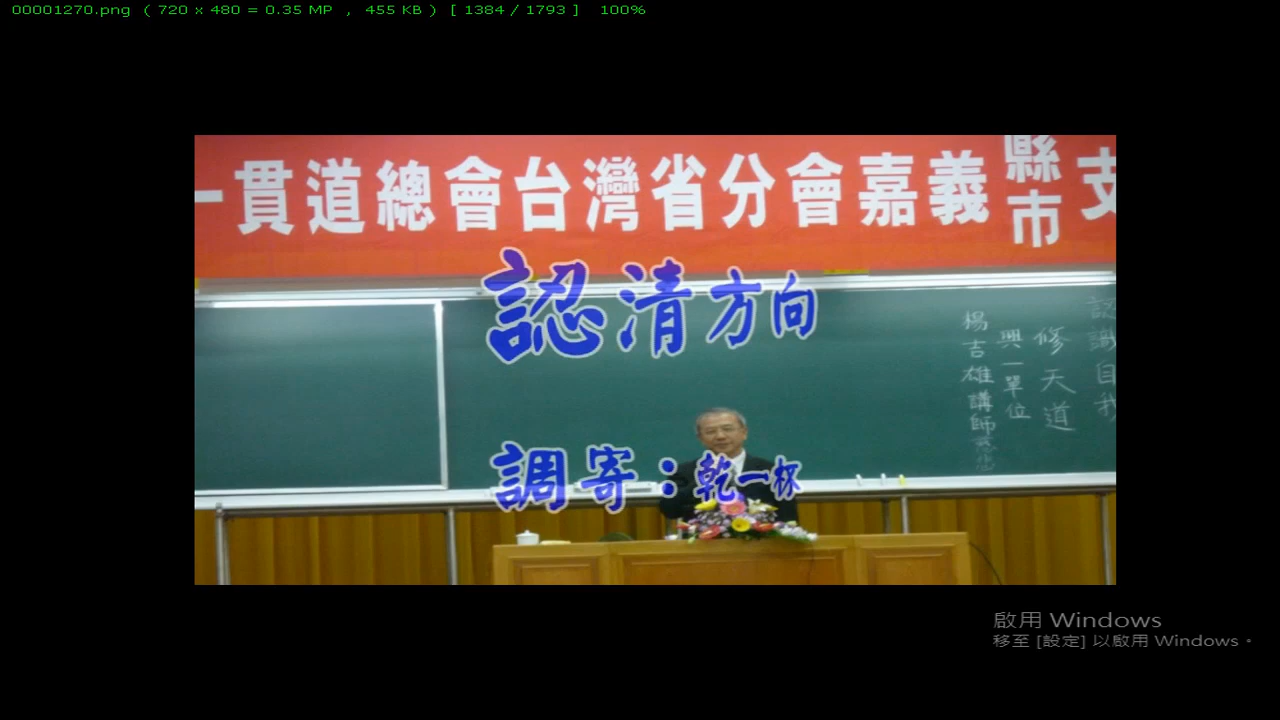 00001270.png ( 720 x 480 = 0.35 MP , 455 KB ) [ 1384 / 1793 ] 100%
一貫道總會台灣省分會嘉義縣市支
認清方向
調寄：乾一杯
認識自我
修天道
興一單位
楊吉雄講師
啟用 Windows
移至 [設定] 以啟用 Windows。